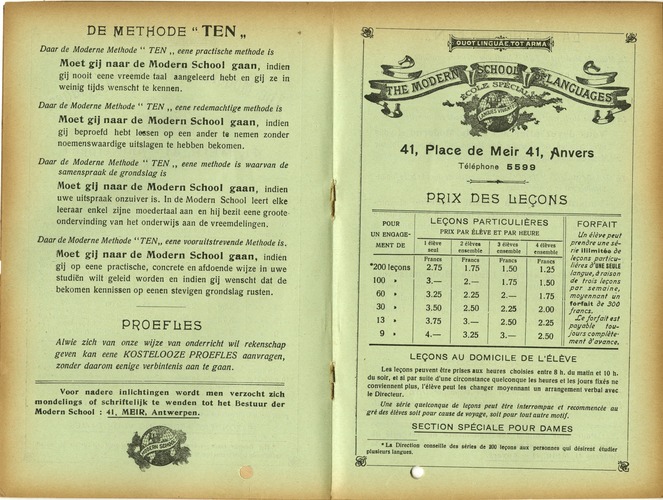 DE METHODE “ TEN „
Daar de Moderne Methode “ TEN „ eene practische methode is
Moet gij naar de Modern School gaan, indien
gij nooit eene vreemde taal aangeleerd hebt en gij ze in
weinig tijds wenscht te kennen.
Daar de Moderne Methode “ TEN „ eene redemachtige methode is
Moet gij naar de Modern School gaan, indien
gij beproefd hebt lessen op een ander te nemen zonder
noemenswaardige uitslagen te hebben bekomen.
Daar de Moderne Methode “ TEN „ eene methode is waarvan de
samenspraak de grondslag is
Moet gij naar de Modern School gaan, indien
uwe uitspraak onzuiver is. In de Modern School leert elke
leeraar enkel zijne moedertaal aan en hij bezit eene groote
ondervinding van het onderwijs aan de vreemdelingen.
Daar de Moderne Methode “ TEN„ eene vooruitstrevende Methode is.
Moet gij naar de Modern School gaan, indien
gij op eene practische, concrete en afdoende wijze in uwe
studiën wilt geleid worden en indien gij wenscht dat de
bekomen kennissen op eenen stevigen grondslag rusten.
PROEFLES
Alwie zich van onze wijze van onderricht wil rekenschap
geven kan eene KOSTELOOZE PROEFLES aanvragen,
zonder daarom eenige verbintenis aan te gaan.
Voor nadere inlichtingen wordt men verzocht zich
mondelings of schriftelijk te wenden tot het Bestuur der
Modern School : 41, MEIR, Antwerpen.
MODERN SCHOOL
QUOT LINGUÆ, TOT ARMA
THE MODERN SCHOOL OF LANGUAGES
ÉCOLE SPÉCIALE
DE
LANGUES VIVANTES
41, Place de Meir 41, Anvers
Téléphone 5599
PRIX DES LEÇONS
POUR UN ENGAGEMENT DE
LEÇONS PARTICULIÈRES
PRIX PAR ÉLÈVE ET PAR HEURE
1 élève seul 2 élèves ensemble 3 élèves ensemble 4 élèves ensemble
Francs Francs Francs Francs
*200 leçons 2.75 1.75 1.50 1.25
100 » 3.— 2.— 1.75 1.50
60 » 3.25 2.25 2.— 1.75
30 » 3.50 2.50 2.25 2.00
13 » 3.75 3.— 2.50 2.25
9 » 4.— 3.25 3.— 2.50
FORFAIT
Un élève peut
prendre une sé-
rie illimitée de
leçons particu-
lières d'UNE SEULE
langue, à raison
de trois leçons
par semaine,
moyennant un
forfait de 300
francs.
Le forfait est
payable tou-
jours complète-
ment d'avance.
LEÇONS AU DOMICILE DE L'ÉLÈVE
Les leçons peuvent être prises aux heures choisies entre 8 h. du matin et 10 h.
du soir, et si par suite d'une circonstance quelconque les heures et les jours fixés ne
conviennent plus, l'élève peut les changer moyennant un arrangement verbal avec
le Directeur.
Une série quelconque de leçons peut être interrompue et recommencée au
gré des élèves soit pour cause de voyage, soit pour tout autre motif.
SECTION SPÉCIALE POUR DAMES
* La Direction conseille des séries de 200 leçons aux personnes qui désirent étudier
plusieurs langues.